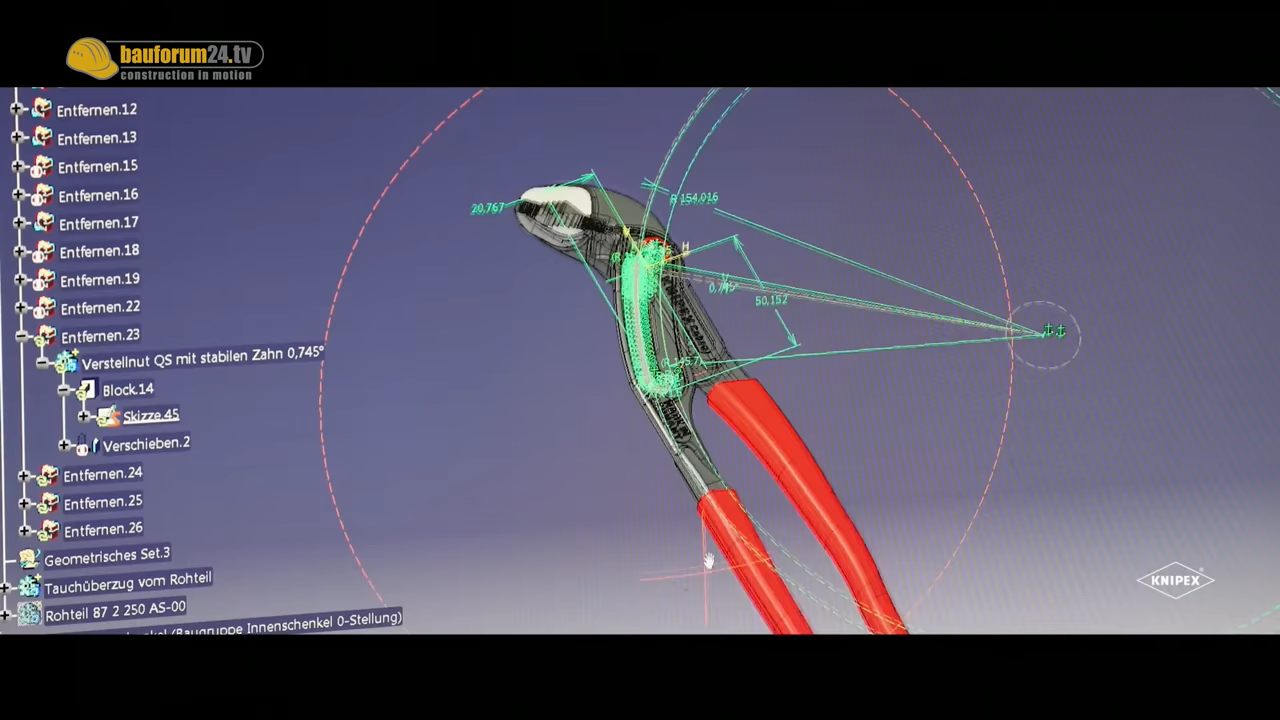 bauforum24.tv
construction in motion
Entfernen.12
Entfernen.13
Entfernen.15
Entfernen.16
Entfernen.17
Entfernen.18
Entfernen.19
Entfernen.22
Entfernen.23
Verstellnut QS mit stabilen Zahn 0,745°
Block.14
Skizze.45
Verschieben.2
Entfernen.24
Entfernen.25
Entfernen.26
Geometrisches Set.3
Tauchüberzug vom Rohteil
Rohteil 87 2 250 AS-00
(Baugruppe Innenschenkel 0-Stellung)
20,767
R 154,016
H
0,745°
50,152
KNIPEX